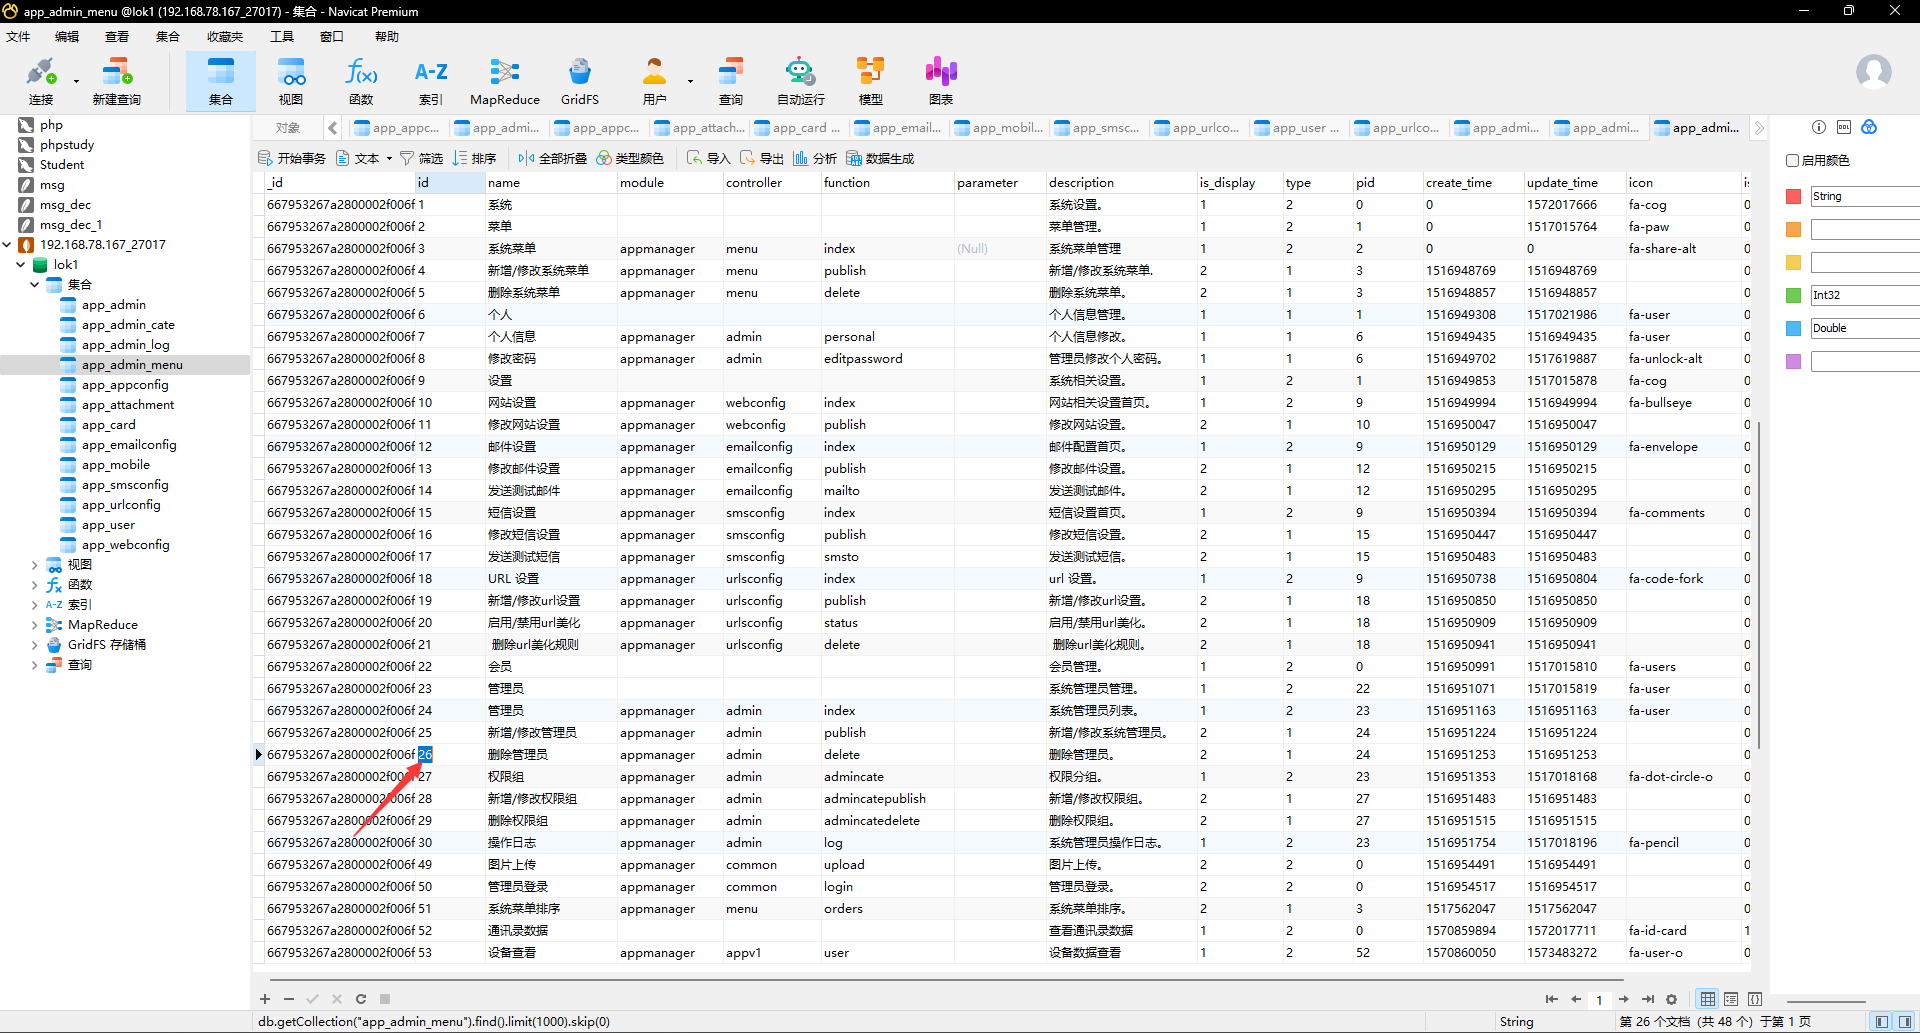 app_admin_menu @lok1 (192.168.78.167_27017) - 集合 - Navicat Premium
文件 编辑 查看 集合 收藏夹 工具 窗口 帮助
连接 新建查询 集合 视图 函数 索引 MapReduce GridFS 用户 查询 自动运行 模型 图表
f(x) A-Z
php
phpstudy
Student
msg
msg_dec
msg_dec_1
192.168.78.167_27017
lok1
集合
app_admin
app_admin_cate
app_admin_log
app_admin_menu
app_appconfig
app_attachment
app_card
app_emailconfig
app_mobile
app_smsconfig
app_urlconfig
app_user
app_webconfig
视图
fx 函数
A-Z 索引
MapReduce
GridFS 存储桶
查询
对象 app_appc... app_admi... app_appc... app_attach... app_card ... app_email... app_mobil... app_smsc... app_urlco... app_user ... app_urlco... app_admi... app_admi... app_admi...
开始事务 文本 筛选 排序 全部折叠 类型颜色 导入 导出 分析 数据生成
_id id name module controller function parameter description is_display type pid create_time update_time icon is
667953267a2800002f006f 1 系统 系统设置。 1 2 0 0 1572017666 fa-cog 0
667953267a2800002f006f 2 菜单 菜单管理。 1 2 1 0 1517015764 fa-paw 0
667953267a2800002f006f 3 系统菜单 appmanager menu index (Null) 系统菜单管理 1 2 2 0 0 fa-share-alt 0
667953267a2800002f006f 4 新增/修改系统菜单 appmanager menu publish 新增/修改系统菜单. 2 1 3 1516948769 1516948769 0
667953267a2800002f006f 5 删除系统菜单 appmanager menu delete 删除系统菜单。 2 1 3 1516948857 1516948857 0
667953267a2800002f006f 6 个人 个人信息管理。 1 1 1 1516949308 1517021986 fa-user 0
667953267a2800002f006f 7 个人信息 appmanager admin personal 个人信息修改。 1 1 6 1516949435 1516949435 fa-user 0
667953267a2800002f006f 8 修改密码 appmanager admin editpassword 管理员修改个人密码。 1 1 6 1516949702 1517619887 fa-unlock-alt 0
667953267a2800002f006f 9 设置 系统相关设置。 1 2 1 1516949853 1517015878 fa-cog 0
667953267a2800002f006f 10 网站设置 appmanager webconfig index 网站相关设置首页。 1 2 9 1516949994 1516949994 fa-bullseye 0
667953267a2800002f006f 11 修改网站设置 appmanager webconfig publish 修改网站设置。 2 1 10 1516950047 1516950047 0
667953267a2800002f006f 12 邮件设置 appmanager emailconfig index 邮件配置首页。 1 2 9 1516950129 1516950129 fa-envelope 0
667953267a2800002f006f 13 修改邮件设置 appmanager emailconfig publish 修改邮件设置。 2 1 12 1516950215 1516950215 0
667953267a2800002f006f 14 发送测试邮件 appmanager emailconfig mailto 发送测试邮件。 2 1 12 1516950295 1516950295 0
667953267a2800002f006f 15 短信设置 appmanager smsconfig index 短信设置首页。 1 2 9 1516950394 1516950394 fa-comments 0
667953267a2800002f006f 16 修改短信设置 appmanager smsconfig publish 修改短信设置。 2 1 15 1516950447 1516950447 0
667953267a2800002f006f 17 发送测试短信 appmanager smsconfig smsto 发送测试短信。 2 1 15 1516950483 1516950483 0
667953267a2800002f006f 18 URL 设置 appmanager urlsconfig index url 设置。 1 2 9 1516950738 1516950804 fa-code-fork 0
667953267a2800002f006f 19 新增/修改url设置 appmanager urlsconfig publish 新增/修改url设置。 2 1 18 1516950850 1516950850 0
667953267a2800002f006f 20 启用/禁用url美化 appmanager urlsconfig status 启用/禁用url美化。 2 1 18 1516950909 1516950909 0
667953267a2800002f006f 21 删除url美化规则 appmanager urlsconfig delete 删除url美化规则。 2 1 18 1516950941 1516950941 0
667953267a2800002f006f 22 会员 会员管理。 1 2 0 1516950991 1517015810 fa-users 0
667953267a2800002f006f 23 管理员 系统管理员管理。 1 2 22 1516951071 1517015819 fa-user 0
667953267a2800002f006f 24 管理员 appmanager admin index 系统管理员列表。 1 2 23 1516951163 1516951163 fa-user 0
667953267a2800002f006f 25 新增/修改管理员 appmanager admin publish 新增/修改系统管理员。 2 1 24 1516951224 1516951224 0
667953267a2800002f006f 26 删除管理员 appmanager admin delete 删除管理员。 2 1 24 1516951253 1516951253 0
667953267a2800002f006f 27 权限组 appmanager admin admincate 权限分组。 1 2 23 1516951353 1517018168 fa-dot-circle-o 0
667953267a2800002f006f 28 新增/修改权限组 appmanager admin admincatepublish 新增/修改权限组。 2 1 27 1516951483 1516951483 0
667953267a2800002f006f 29 删除权限组 appmanager admin admincatedelete 删除权限组。 2 1 27 1516951515 1516951515 0
667953267a2800002f006f 30 操作日志 appmanager admin log 系统管理员操作日志。 1 2 23 1516951754 1517018196 fa-pencil 0
667953267a2800002f006f 49 图片上传 appmanager common upload 图片上传。 2 2 0 1516954491 1516954491 0
667953267a2800002f006f 50 管理员登录 appmanager common login 管理员登录。 2 2 0 1516954517 1516954517 0
667953267a2800002f006f 51 系统菜单排序 appmanager menu orders 系统菜单排序。 2 1 3 1517562047 1517562047 0
667953267a2800002f006f 52 通讯录数据 查看通讯录数据 1 2 0 1570859894 1572017711 fa-id-card 1
667953267a2800002f006f 53 设备查看 appmanager appv1 user 设备数据查看 1 2 52 1570860050 1573483272 fa-user-o 0
启用颜色
String
Int32
Double
1
db.getCollection("app_admin_menu").find().limit(1000).skip(0) String 第 26 个文档 (共 48 个) 于第 1 页